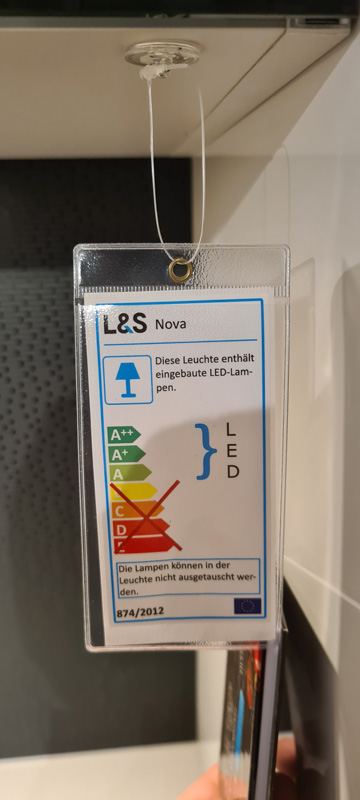 L&S Nova
Diese Leuchte enthält
eingebaute LED-Lam-
pen.
A++
A+
A
C
D
L
E
D
Die Lampen können in der
Leuchte nicht ausgetauscht wer-
den.
874/2012